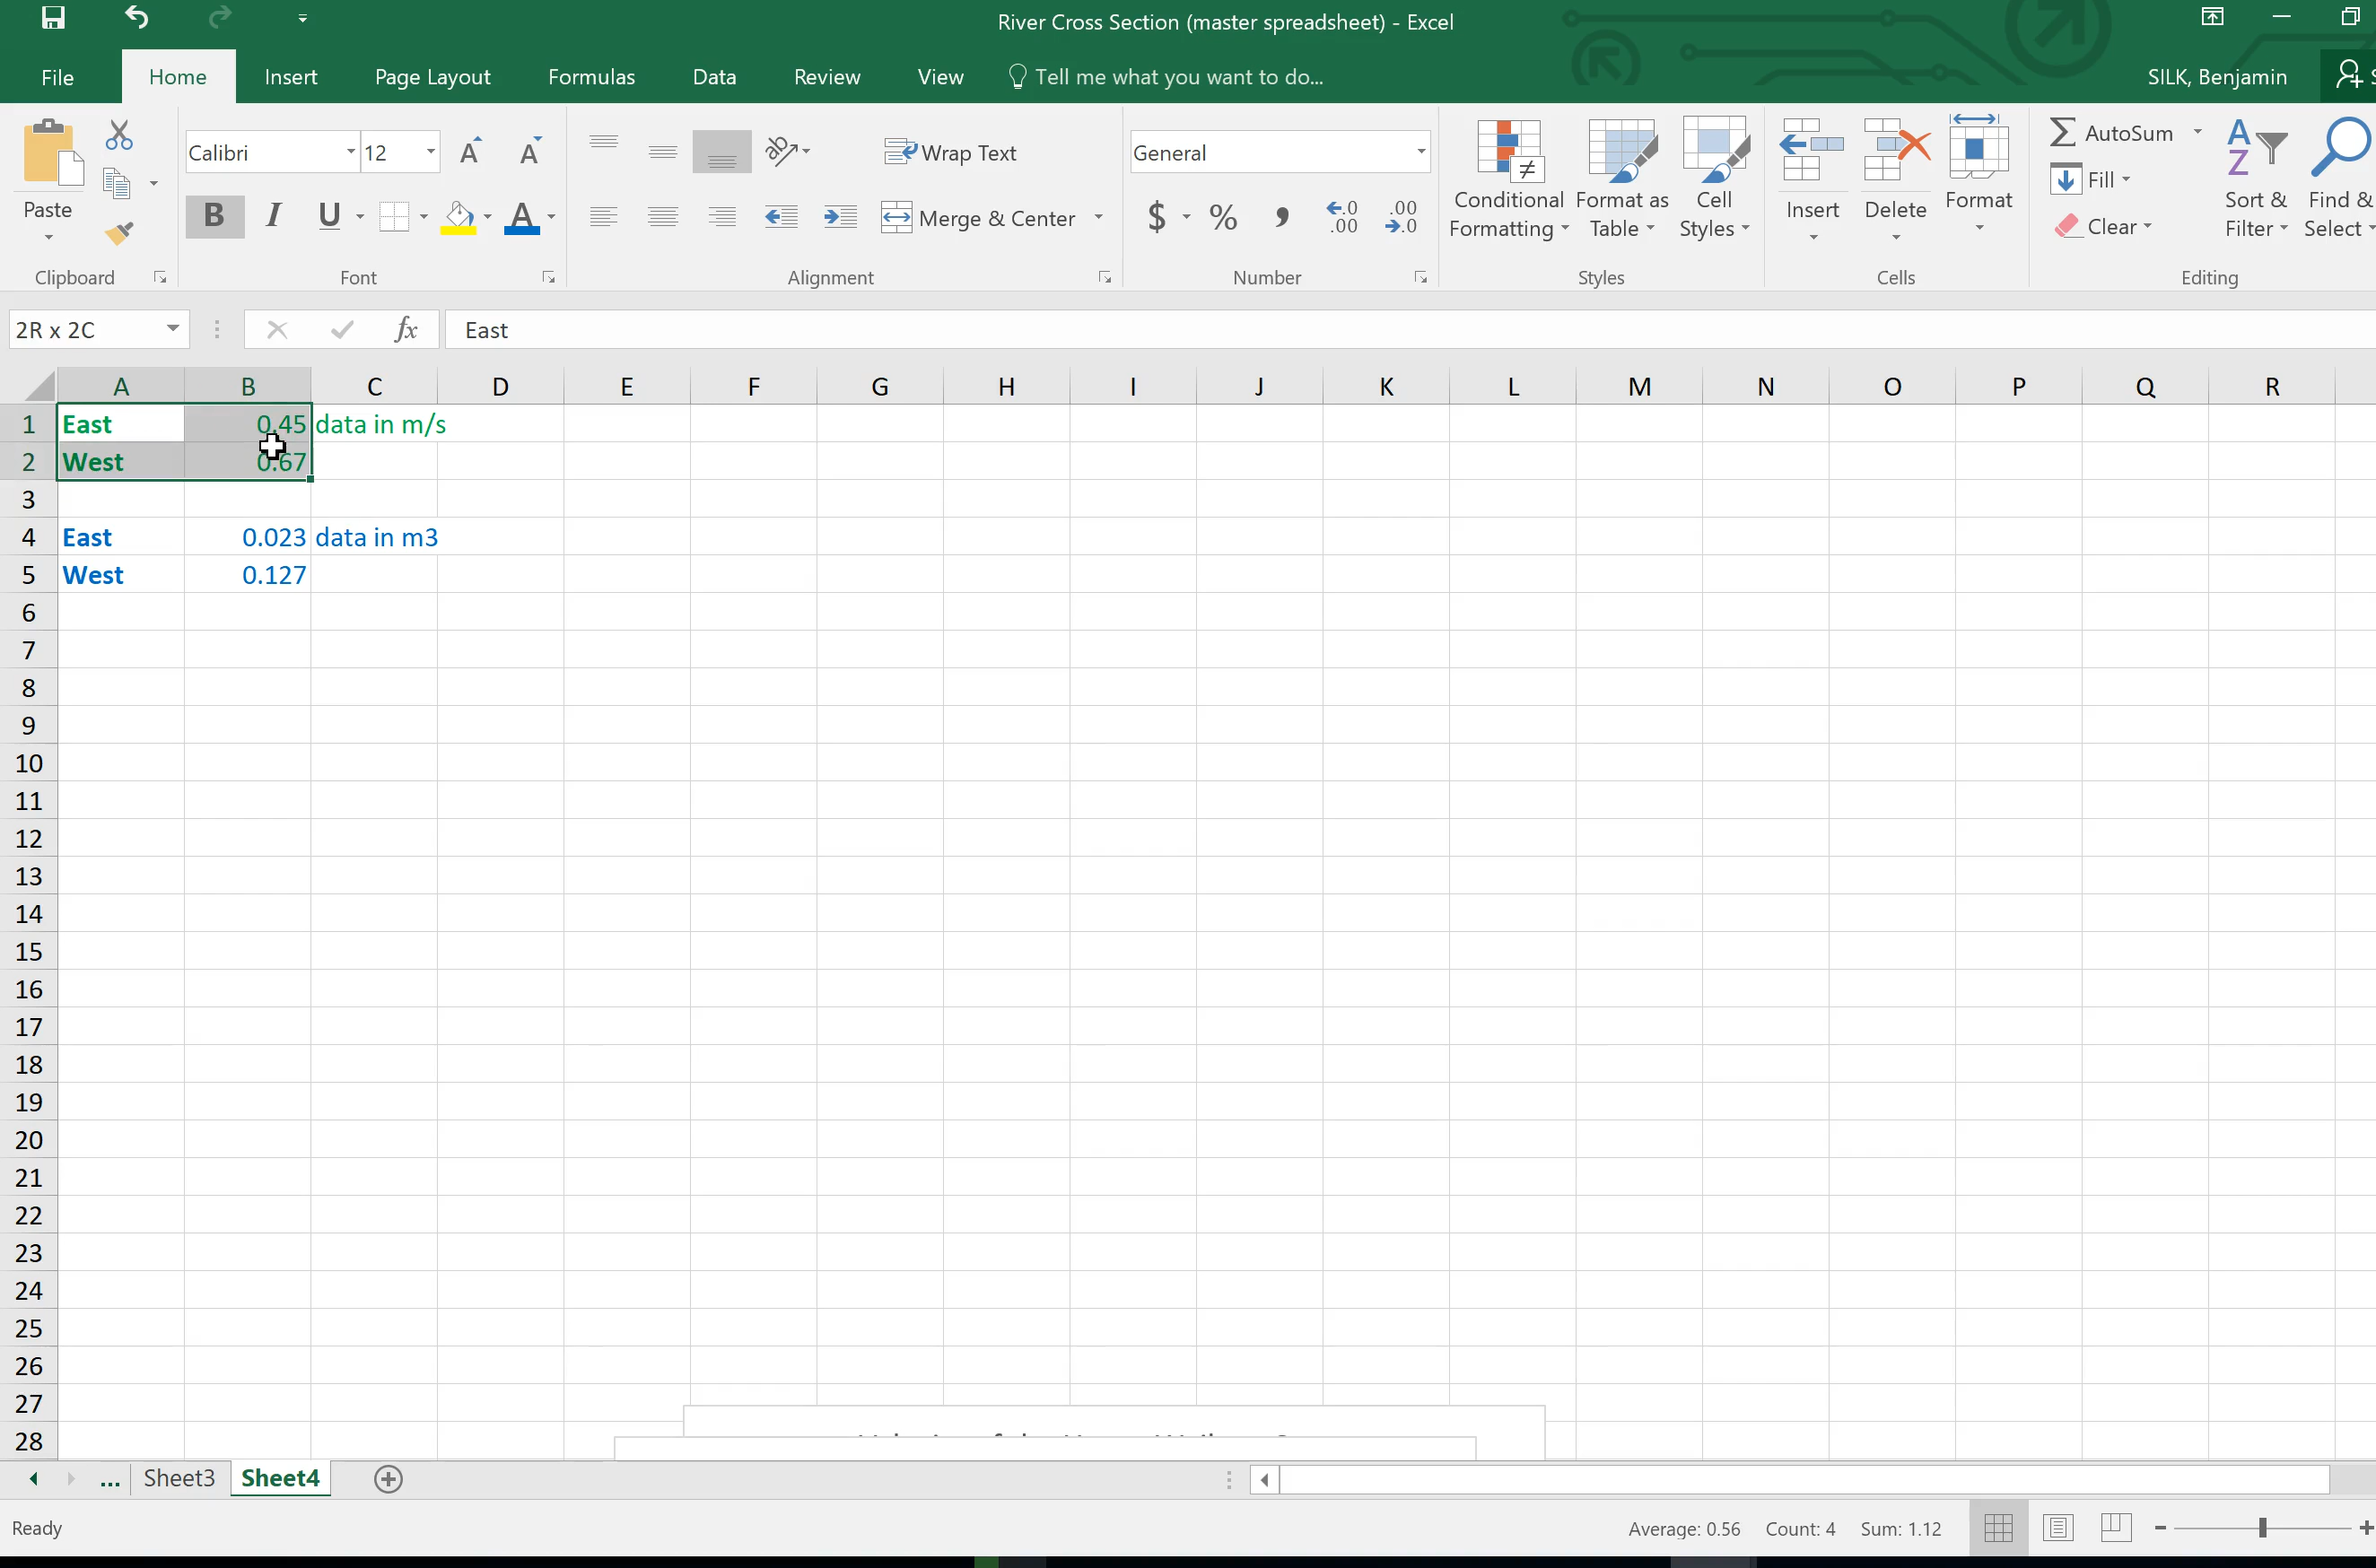 River Cross Section (master spreadsheet) - Excel
File Home Insert Page Layout Formulas Data Review View Tell me what you want to do... SILK, Benjamin
Calibri 12 Wrap Text General
Paste B I U A Merge & Center $ % ,
Conditional Formatting Format as Table Cell Styles
Insert Delete Format
AutoSum
Fill
Clear
Sort & Filter Find & Select
Clipboard Font Alignment Number Styles Cells Editing
2R x 2C fx East
A B C D E F G H I J K L M N O P Q R
1 East 0.45 data in m/s
2 West 0.67
3
4 East 0.023 data in m3
5 West 0.127
6
7
8
9
10
11
12
13
14
15
16
17
18
19
20
21
22
23
24
25
26
27
28
... Sheet3 Sheet4
Ready Average: 0.56 Count: 4 Sum: 1.12